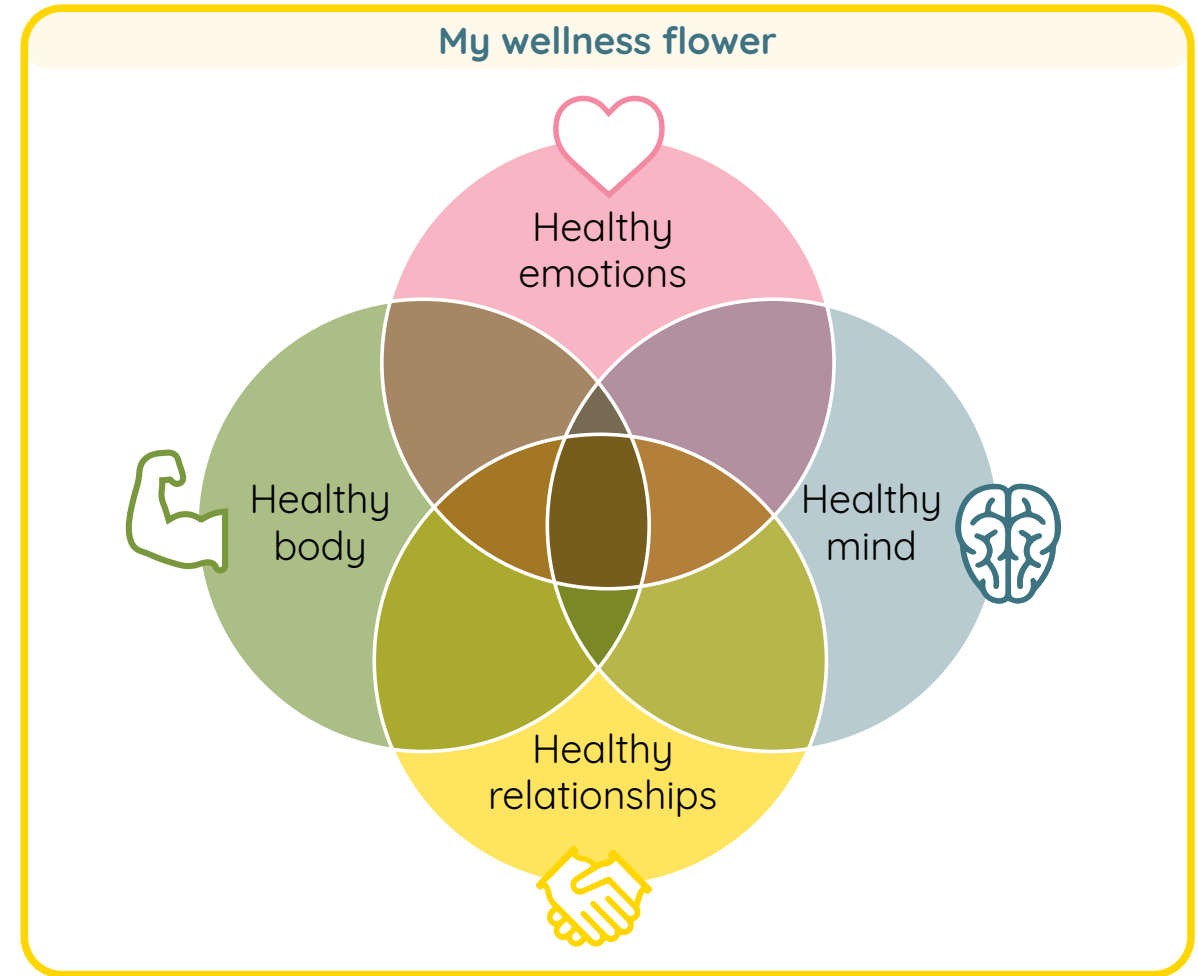 My wellness flower
Healthy
emotions
Healthy
body
Healthy
mind
Healthy
relationships